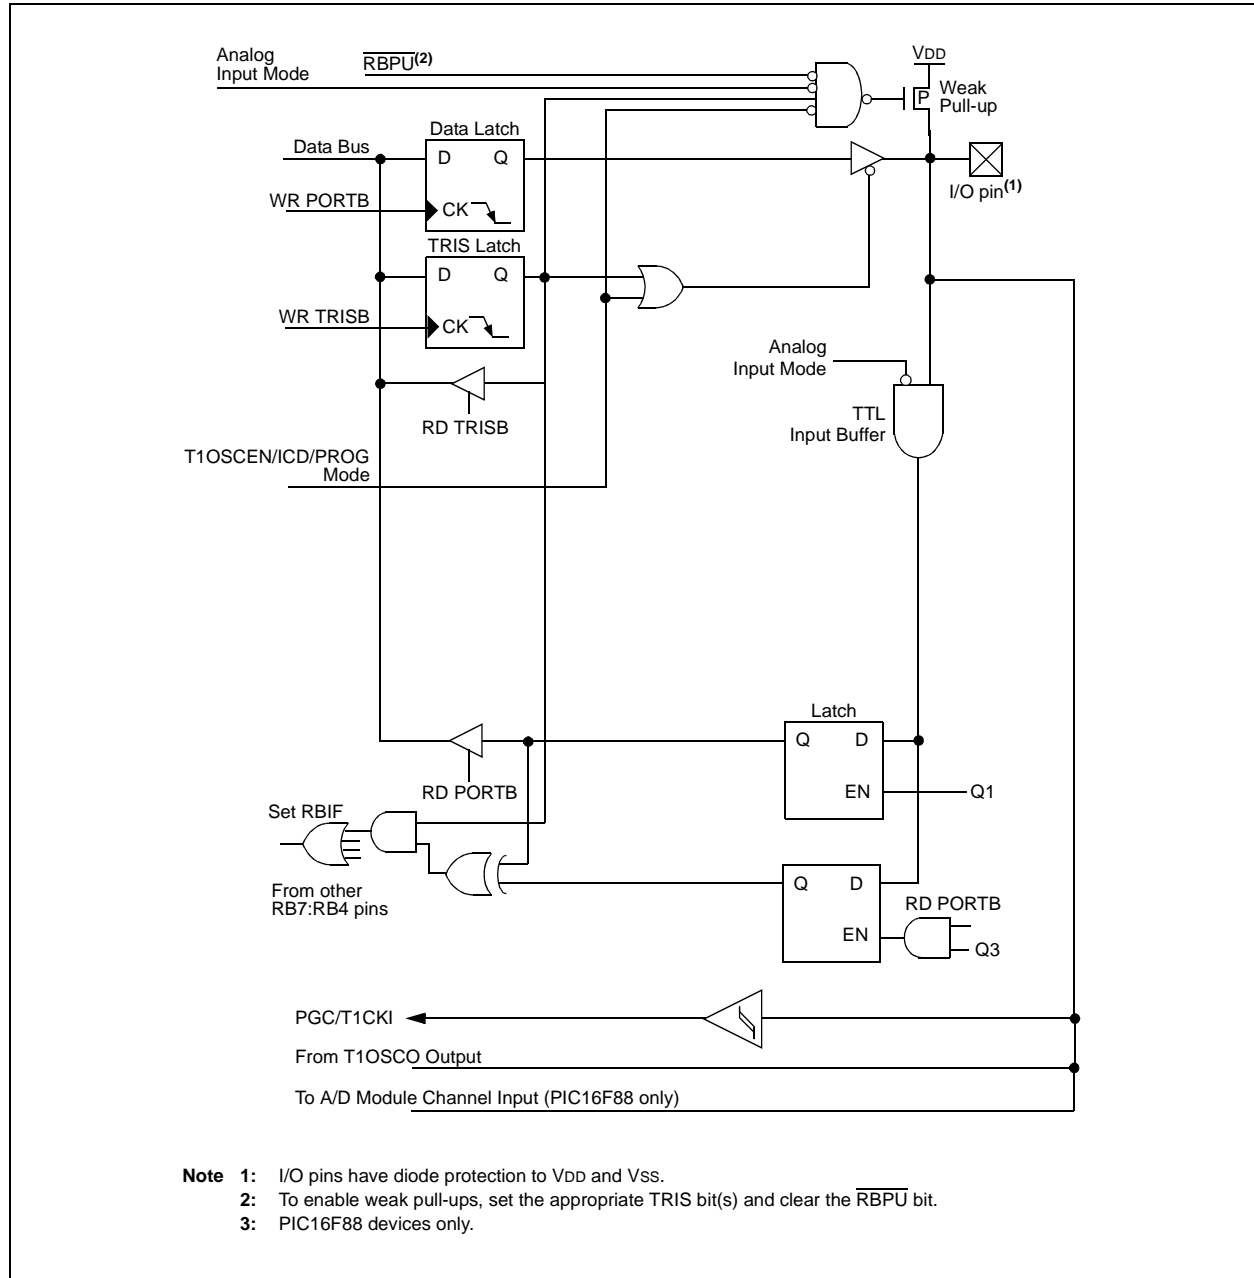 Analog
Input Mode
RBPU(2)
VDD
P
Weak
Pull-up
Data Latch
Data Bus
D Q
I/O pin(1)
WR PORTB
CK
TRIS Latch
D Q
WR TRISB
CK
Analog
Input Mode
RD TRISB
TTL
Input Buffer
T1OSCEN/ICD/PROG
Mode
Latch
Q D
RD PORTB
EN
Q1
Set RBIF
Q D
From other
RB7:RB4 pins
RD PORTB
EN
Q3
PGC/T1CKI
From T1OSCO Output
To A/D Module Channel Input (PIC16F88 only)
Note 1: I/O pins have diode protection to VDD and VSS.
2: To enable weak pull-ups, set the appropriate TRIS bit(s) and clear the RBPU bit.
3: PIC16F88 devices only.